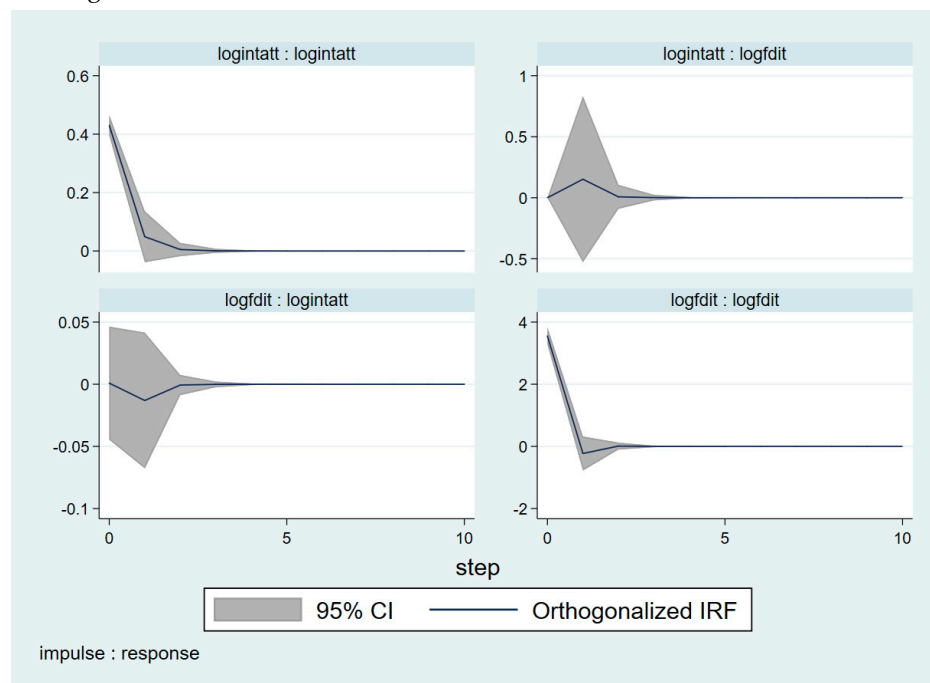 logintatt : logintatt
0.6
0.4
0.2
0
logintatt : logfdit
1
0.5
0
-0.5
logfdit : logintatt
0.05
0
-0.05
-0.1
0 5 10
logfdit : logfdit
4
2
0
-2
0 5 10
step
95% CI Orthogonalized IRF
impulse : response